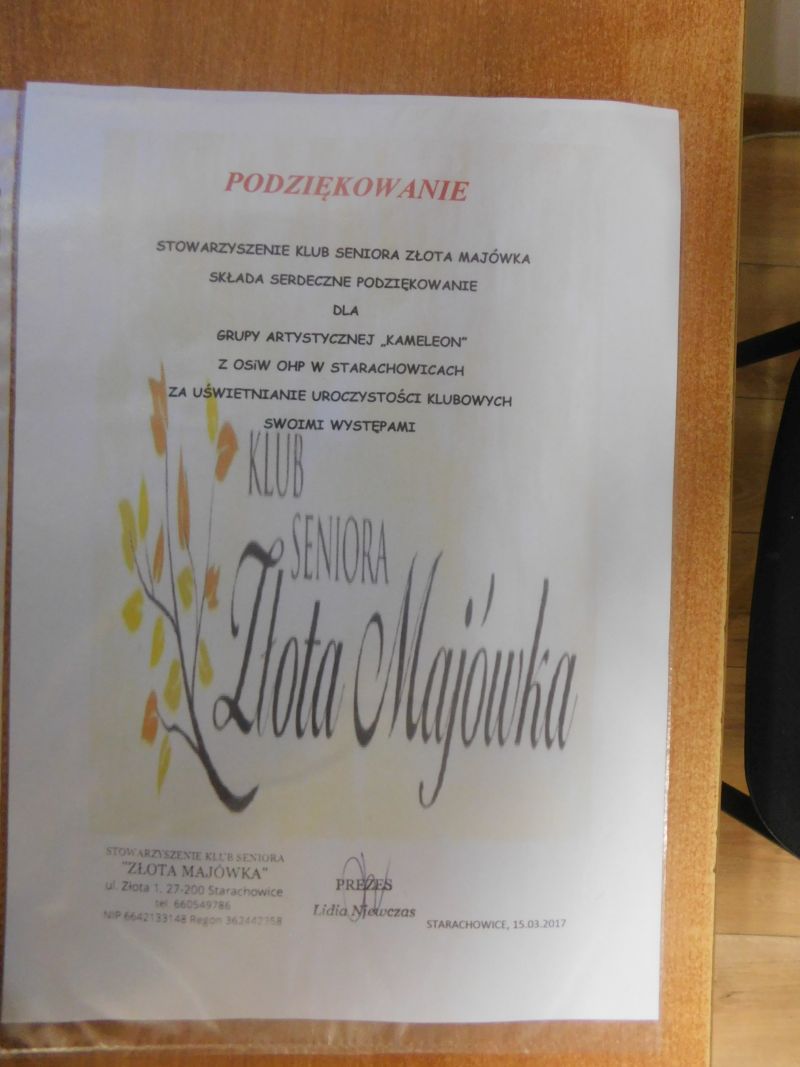 PODZIĘKOWANIE
STOWARZYSZENIE KLUB SENIORA ZŁOTA MAJÓWKA
SKŁADA SERDECZNE PODZIĘKOWANIE
DLA
GRUPY ARTYSTYCZNEJ „KAMELEON"
Z OSiW OHP W STARACHOWICACH
ZA UŚWIETNIANIE UROCZYSTOŚCI KLUBOWYCH
SWOIMI WYSTĘPAMI
KLUB
SENIORA
Złota Majówka
STOWARZYSZENIE KLUB SENIORA
"ZŁOTA MAJÓWKA"
ul. Złota 1, 27-200 Starachowice
tel. 660549786
NIP 6642133148 Regon 362442358
PREZES
Lidia Niewczas
STARACHOWICE, 15.03.2017